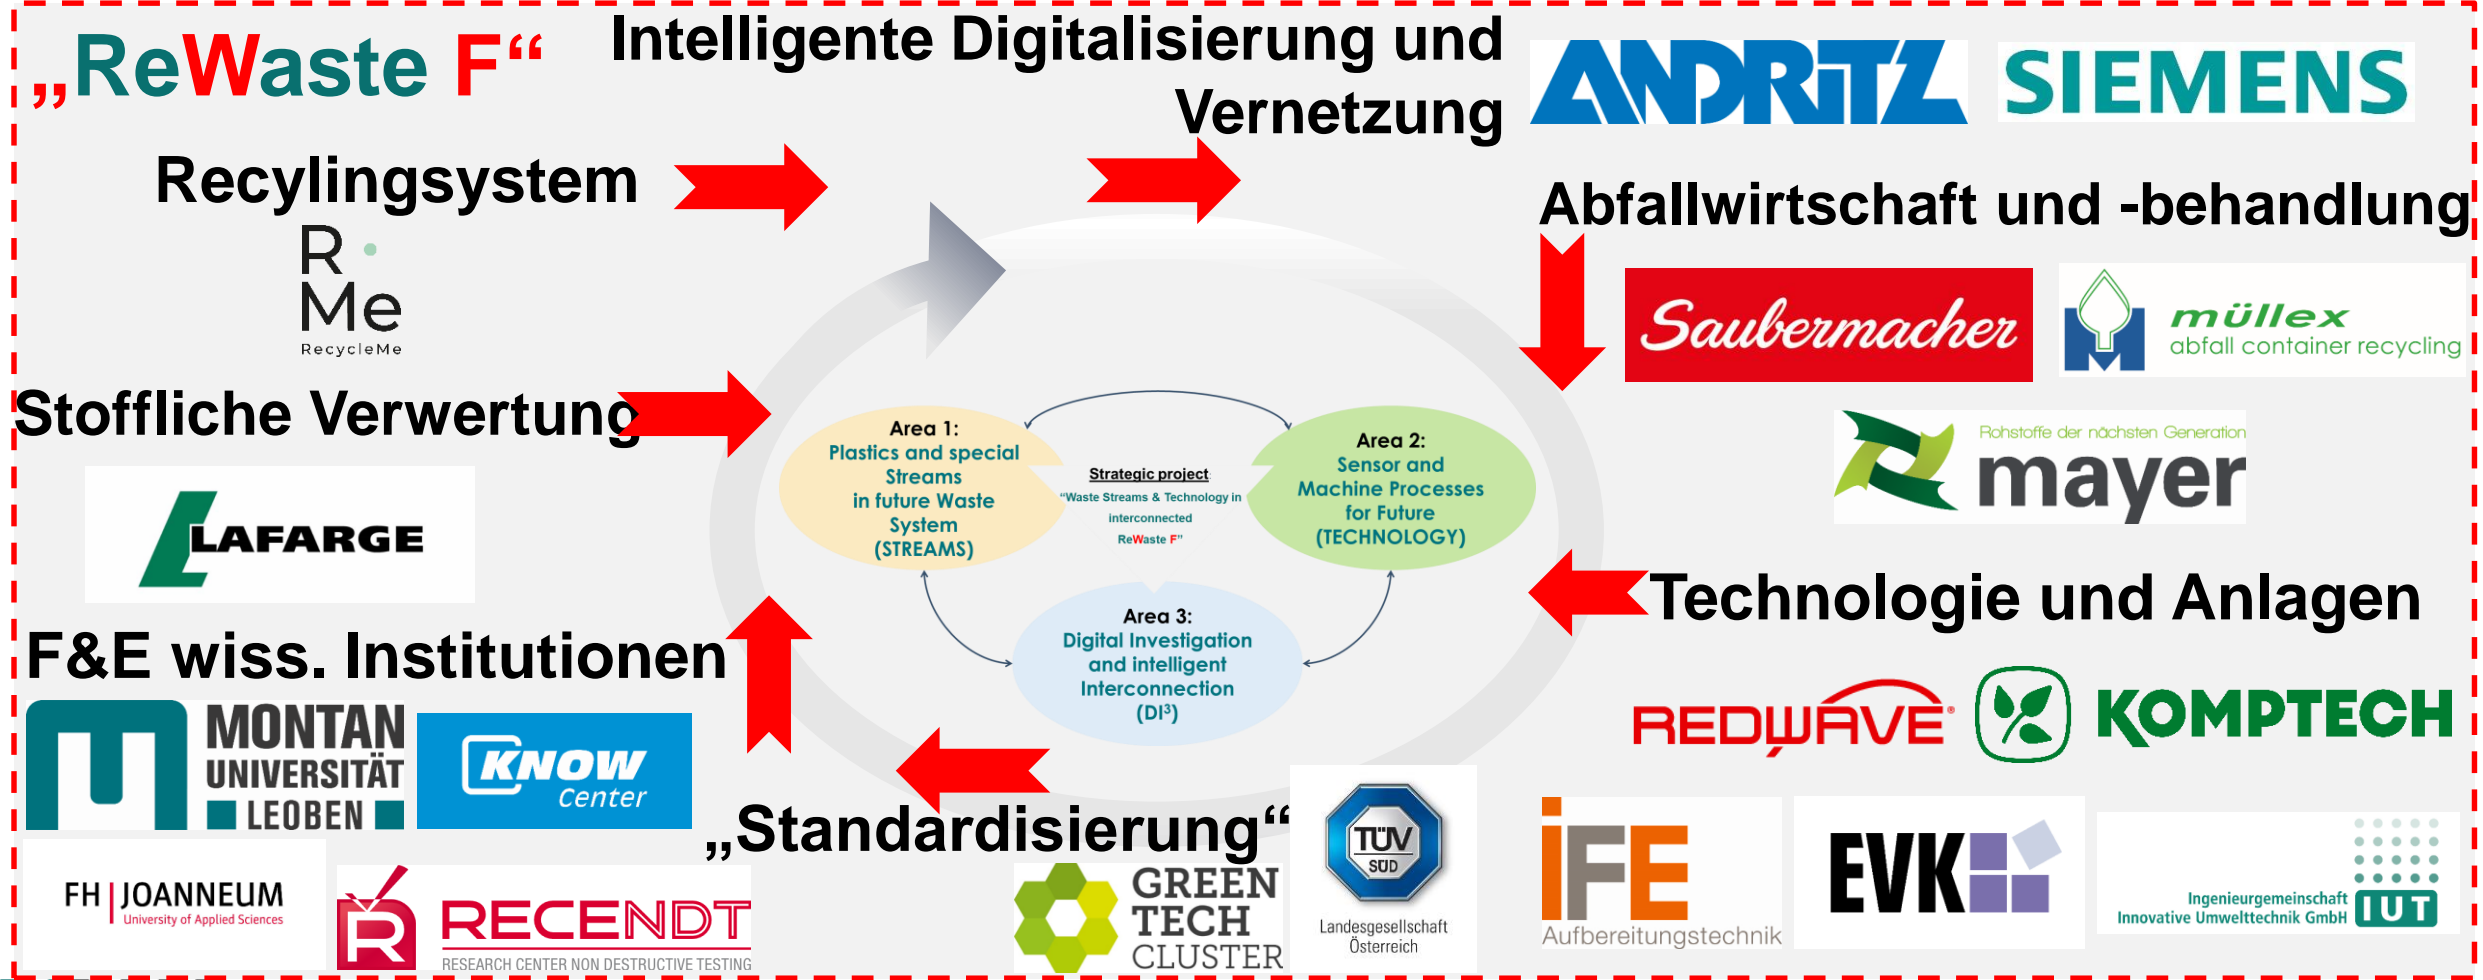 „ReWaste F“
Intelligente Digitalisierung und
Vernetzung
ANDRITZ
SIEMENS
Recylingsystem
R
Me
RecycleMe
Abfallwirtschaft und -behandlung
Saubermacher
müllex
abfall container recycling
Rohstoffe der nächsten Generation
mayer
Stoffliche Verwertung
LAFARGE
Area 1:
Plastics and special
Streams
in future Waste
System
(STREAMS)
Strategic project
“Waste Streams & Technology in
interconnected
ReWaste F”
Area 2:
Sensor and
Machine Processes
for Future
(TECHNOLOGY)
Area 3:
Digital Investigation
and intelligent
Interconnection
(DI³)
Technologie und Anlagen
REDWAVE®
KOMPTECH
iFE
Aufbereitungstechnik
EVK
Ingenieurgemeinschaft
Innovative Umwelttechnik GmbH
IUT
F&E wiss. Institutionen
MONTAN
UNIVERSITÄT
LEOBEN
KNOW
Center
FH JOANNEUM
University of Applied Sciences
RECENDT
RESEARCH CENTER NON DESTRUCTIVE TESTING
„Standardisierung“
GREEN
TECH
CLUSTER
TÜV
SÜD
Landesgesellschaft
Österreich